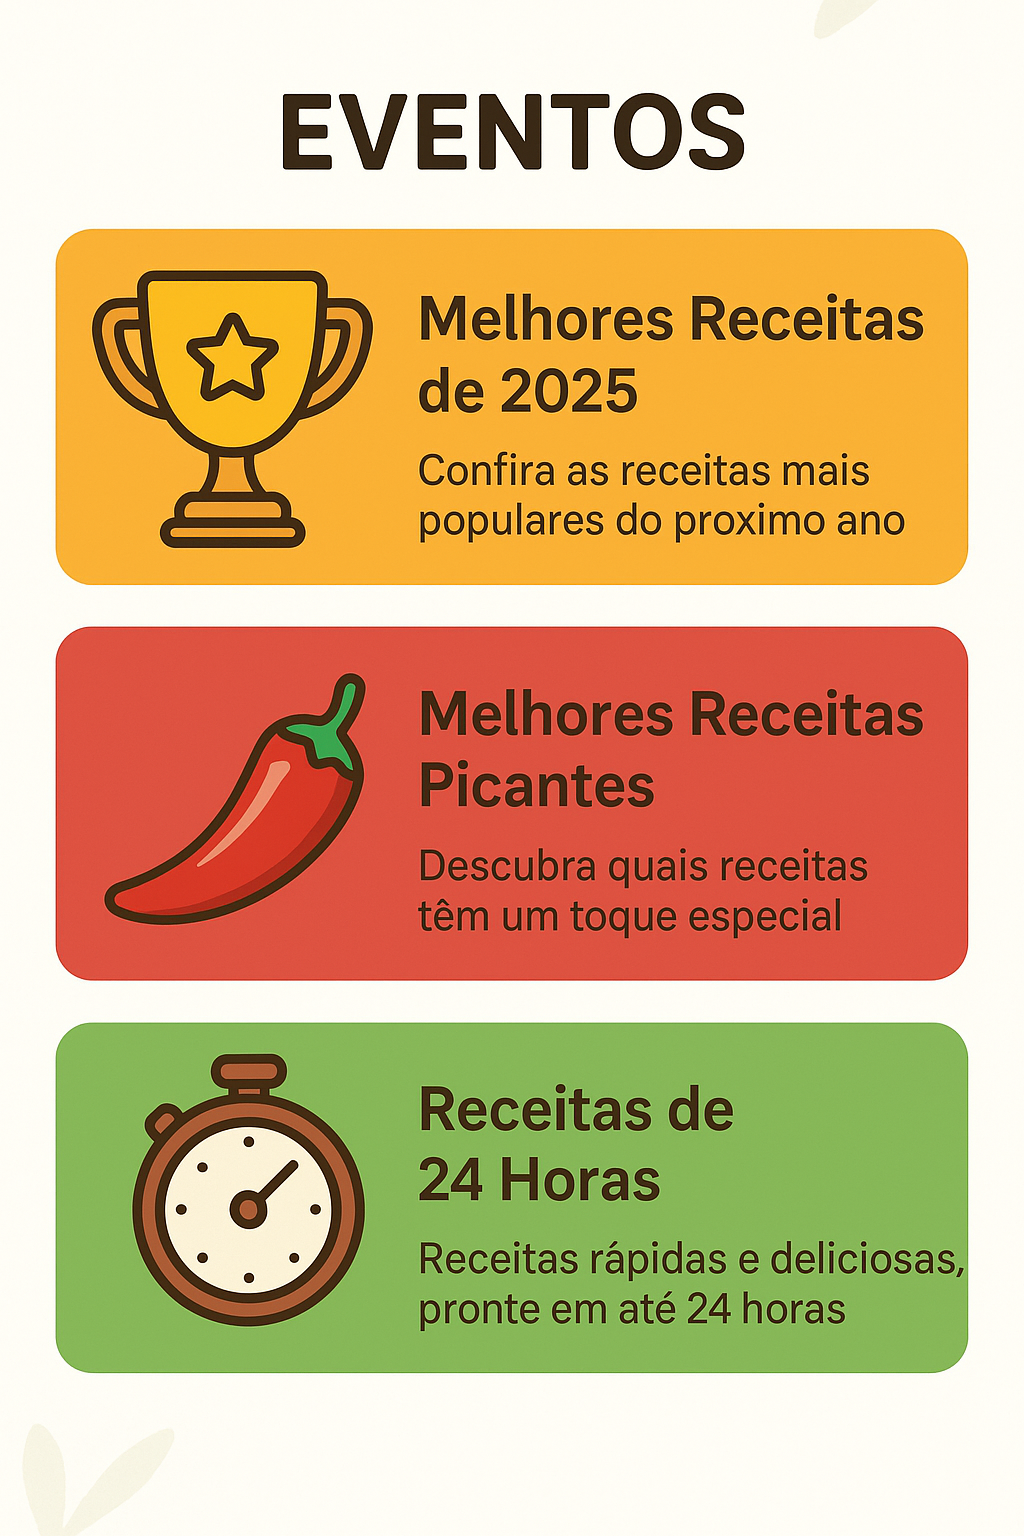 EVENTOS
Melhores Receitas
de 2025
Confira as receitas mais
populares do proximo ano
Melhores Receitas
Picantes
Descubra quais receitas
têm um toque especial
Receitas de
24 Horas
Receitas rápidas e deliciosas,
pronte em até 24 horas